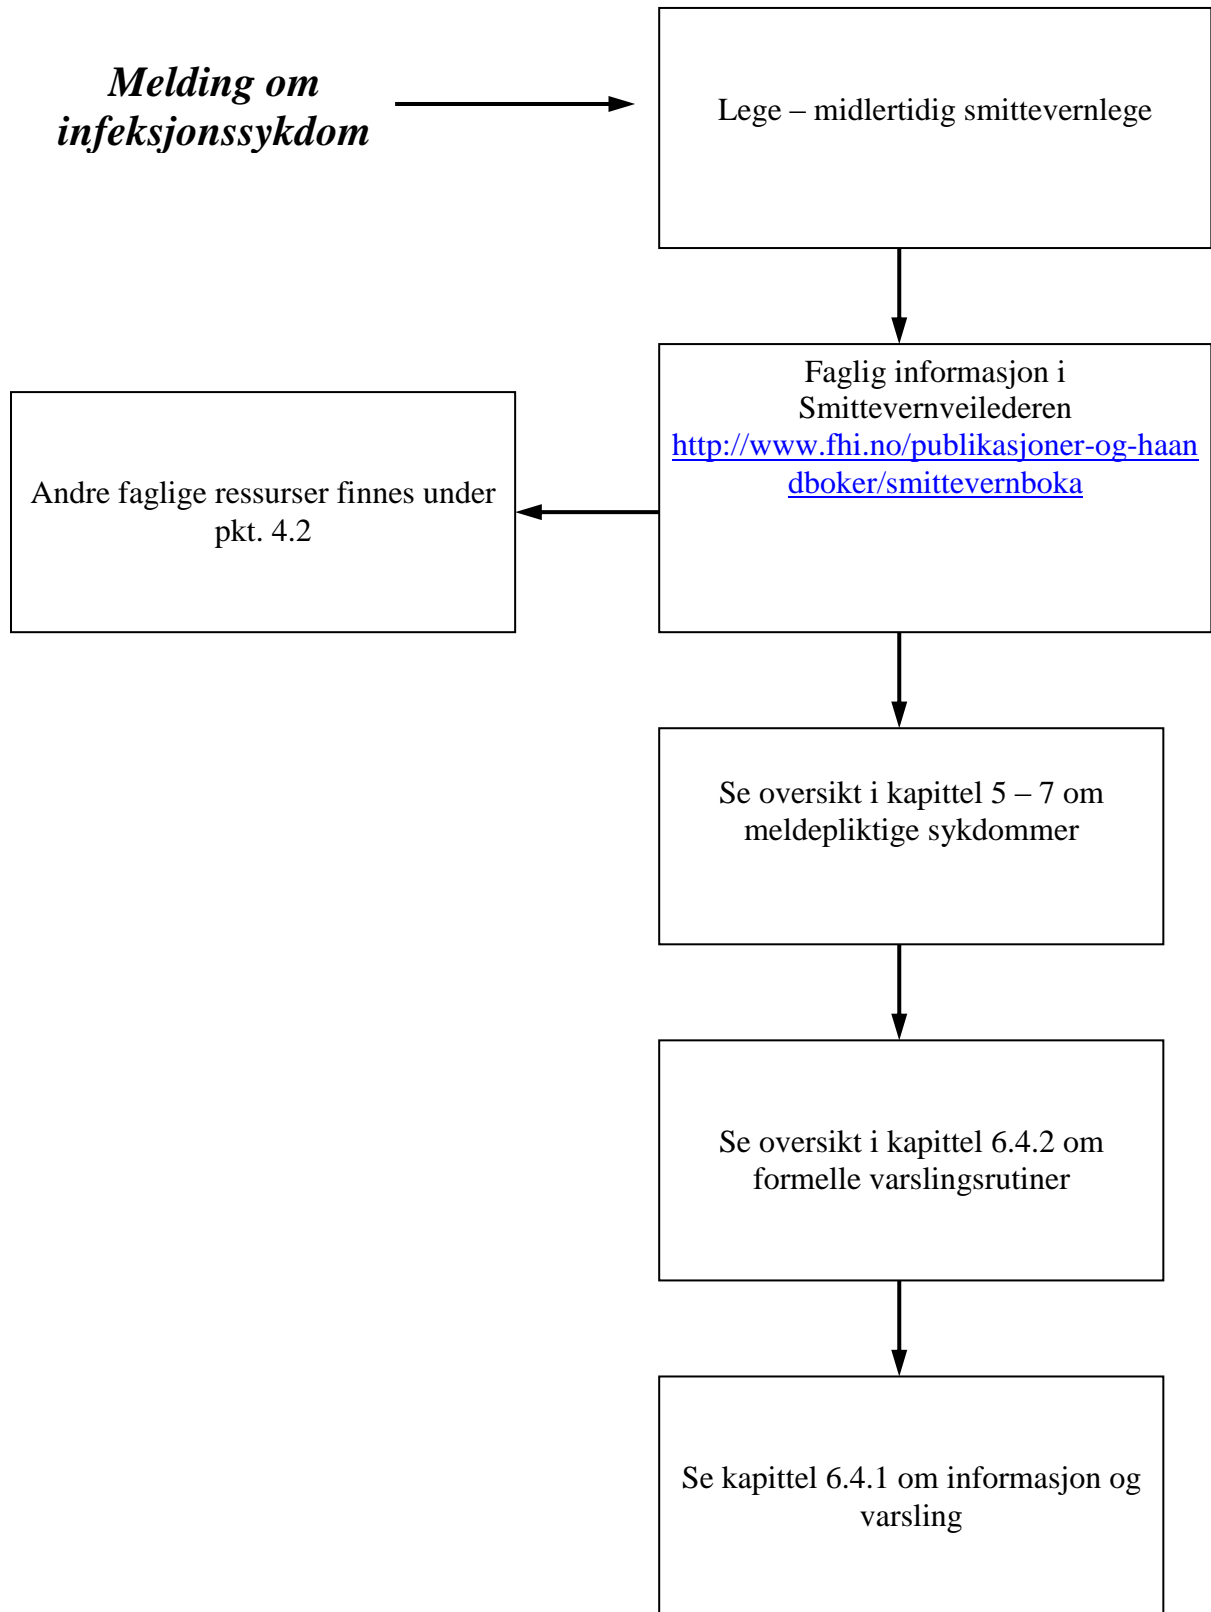 Melding om
infeksjonssykdom
Lege – midlertidig smittevernlege
Faglig informasjon i
Smittevernveilederen
http://www.fhi.no/publikasjoner-og-haan
dboker/smittevernboka
Andre faglige ressurser finnes under
pkt. 4.2
Se oversikt i kapittel 5 – 7 om
meldepliktige sykdommer
Se oversikt i kapittel 6.4.2 om
formelle varslingsrutiner
Se kapittel 6.4.1 om informasjon og
varsling